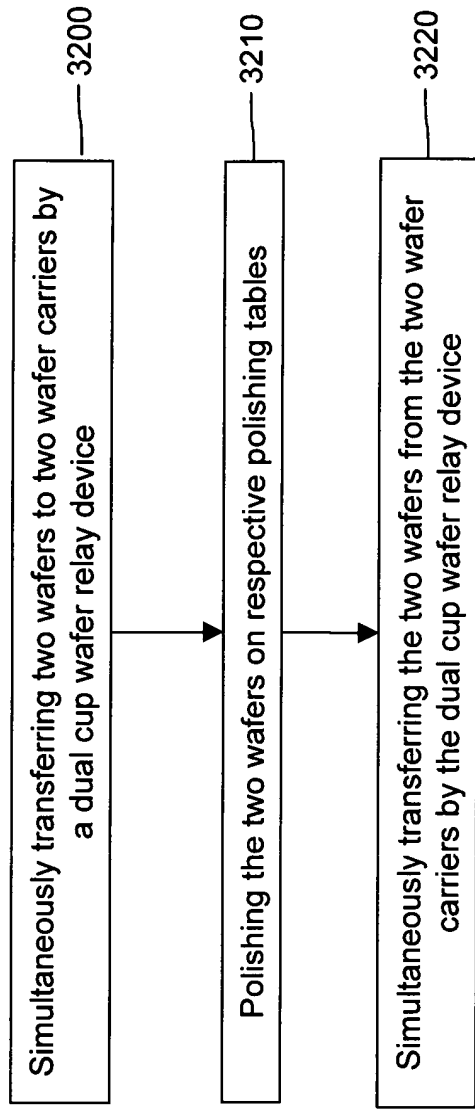 Simultaneously transferring two wafers to two wafer carriers by
a dual cup wafer relay device
3200
Polishing the two wafers on respective polishing tables
3210
Simultaneously transferring the two wafers from the two wafer
carriers by the dual cup wafer relay device
3220